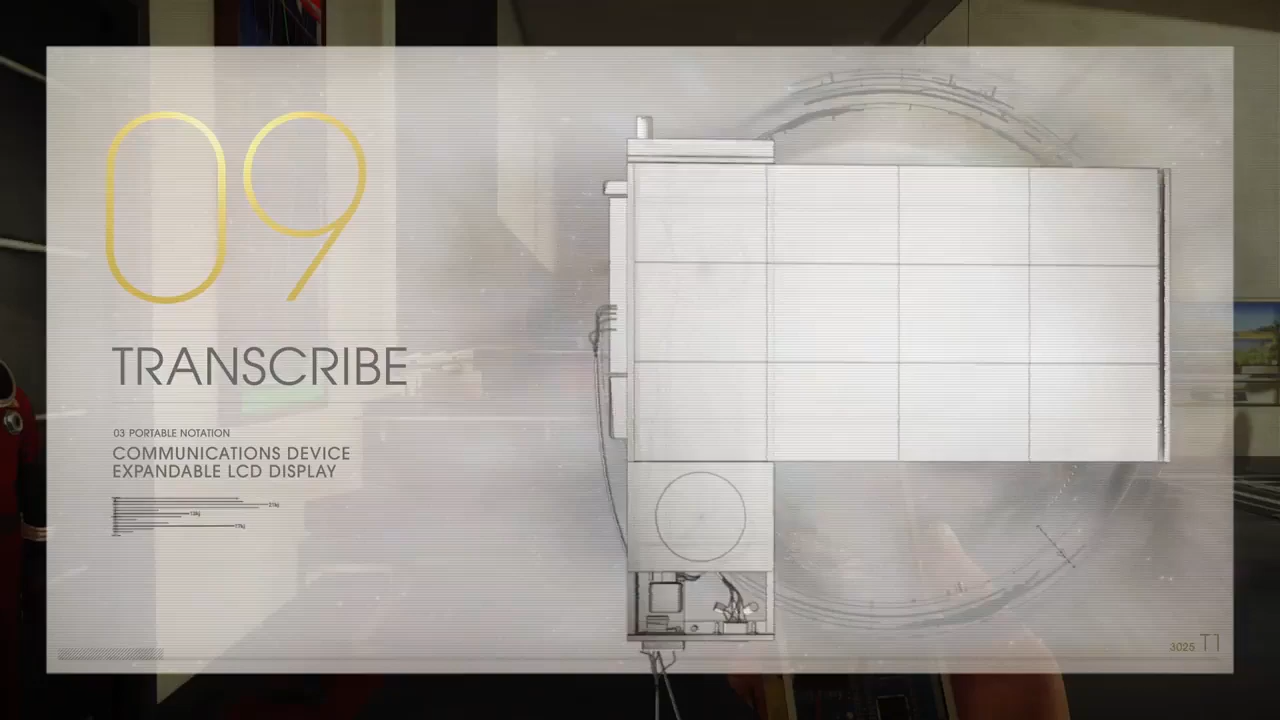 09
TRANSCRIBE
03 PORTABLE NOTATION
COMMUNICATIONS DEVICE
EXPANDABLE LCD DISPLAY
3025 T1